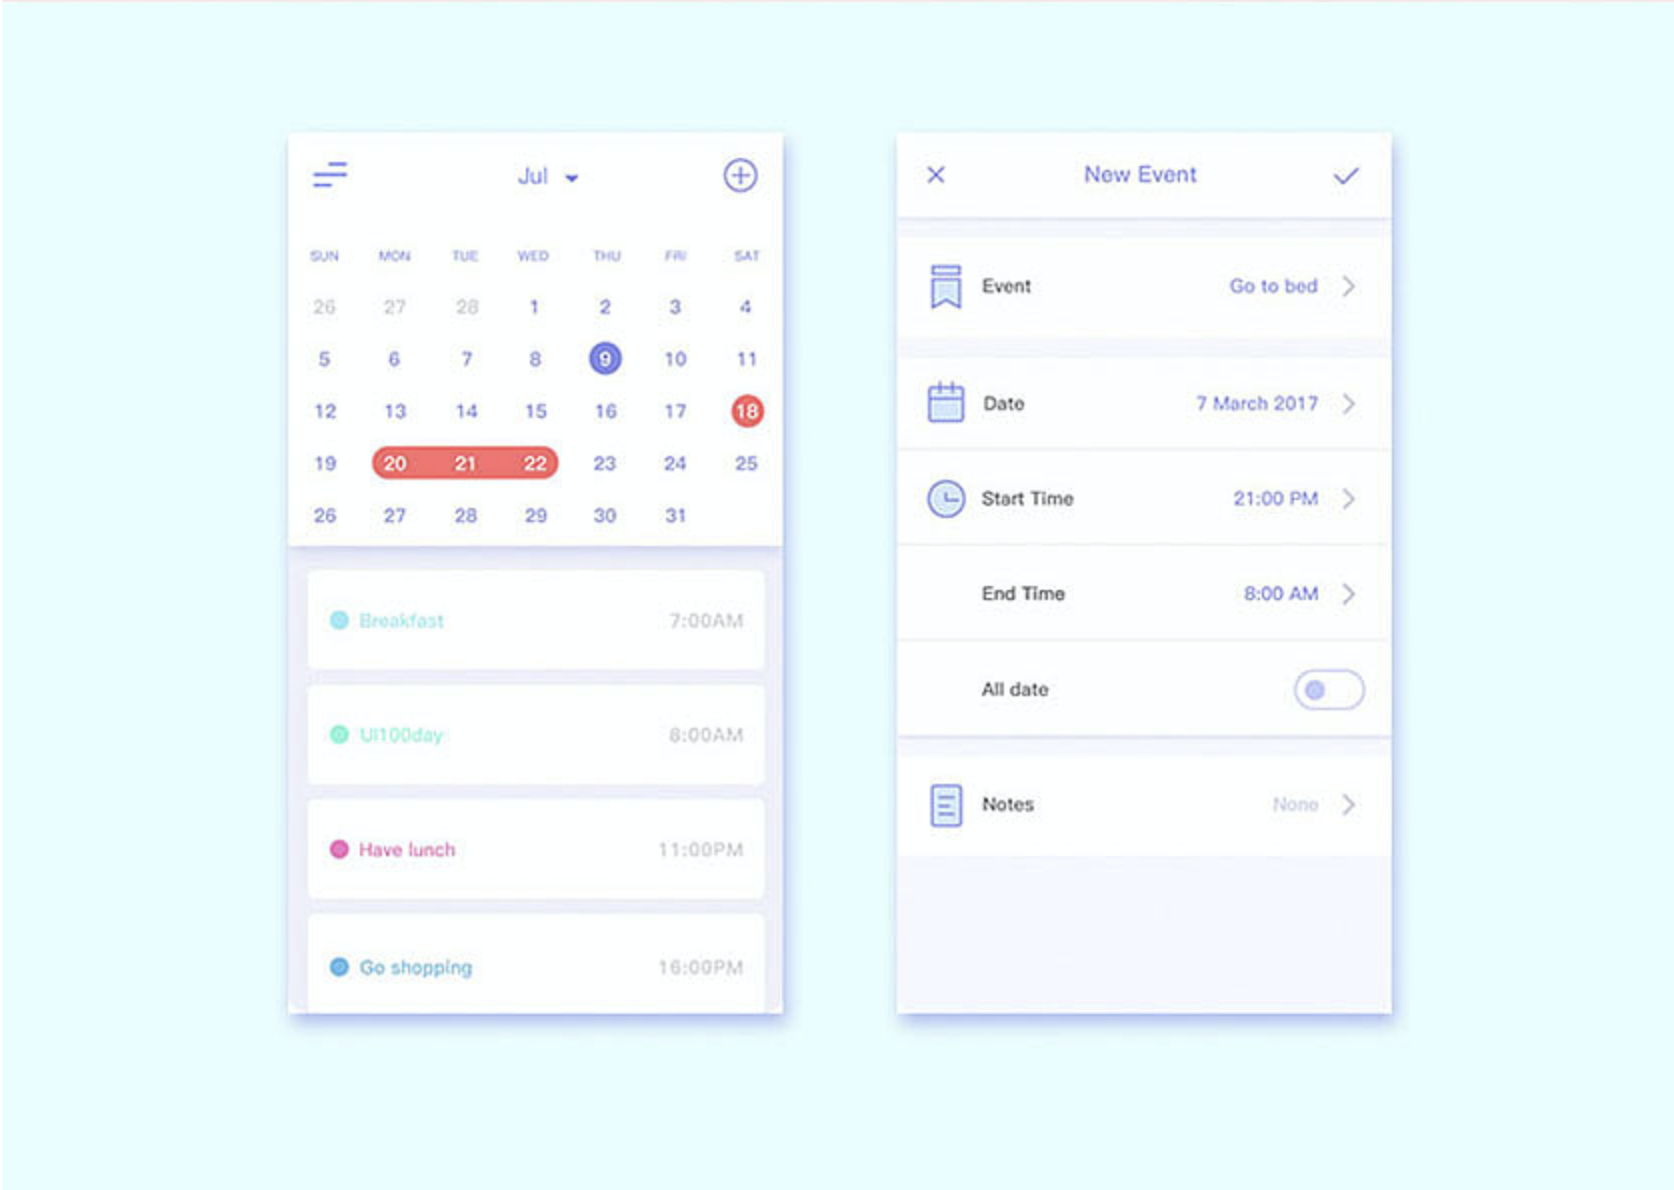 Jul
SUN MON TUE WED THU FRI SAT
26 27 28 1 2 3 4
5 6 7 8 9 10 11
12 13 14 15 16 17 18
19 20 21 22 23 24 25
26 27 28 29 30 31
Breakfast 7:00AM
UI100day 8:00AM
Have lunch 11:00PM
Go shopping 16:00PM
New Event
Event Go to bed
Date 7 March 2017
Start Time 21:00 PM
End Time 8:00 AM
All date
Notes None